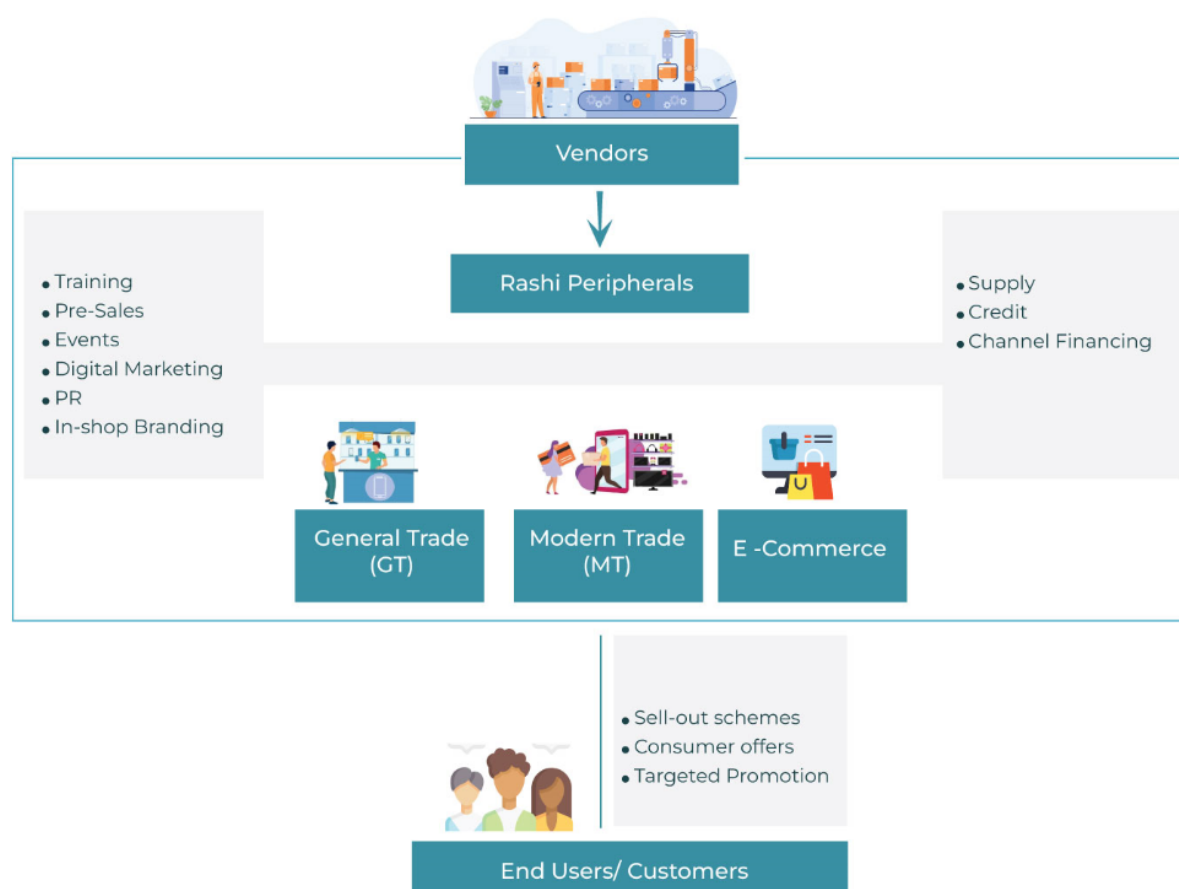 Vendors
Rashi Peripherals
• Training
• Pre-Sales
• Events
• Digital Marketing
• PR
• In-shop Branding
• Supply
• Credit
• Channel Financing
General Trade
(GT)
Modern Trade
(MT)
E -Commerce
• Sell-out schemes
• Consumer offers
• Targeted Promotion
End Users/ Customers